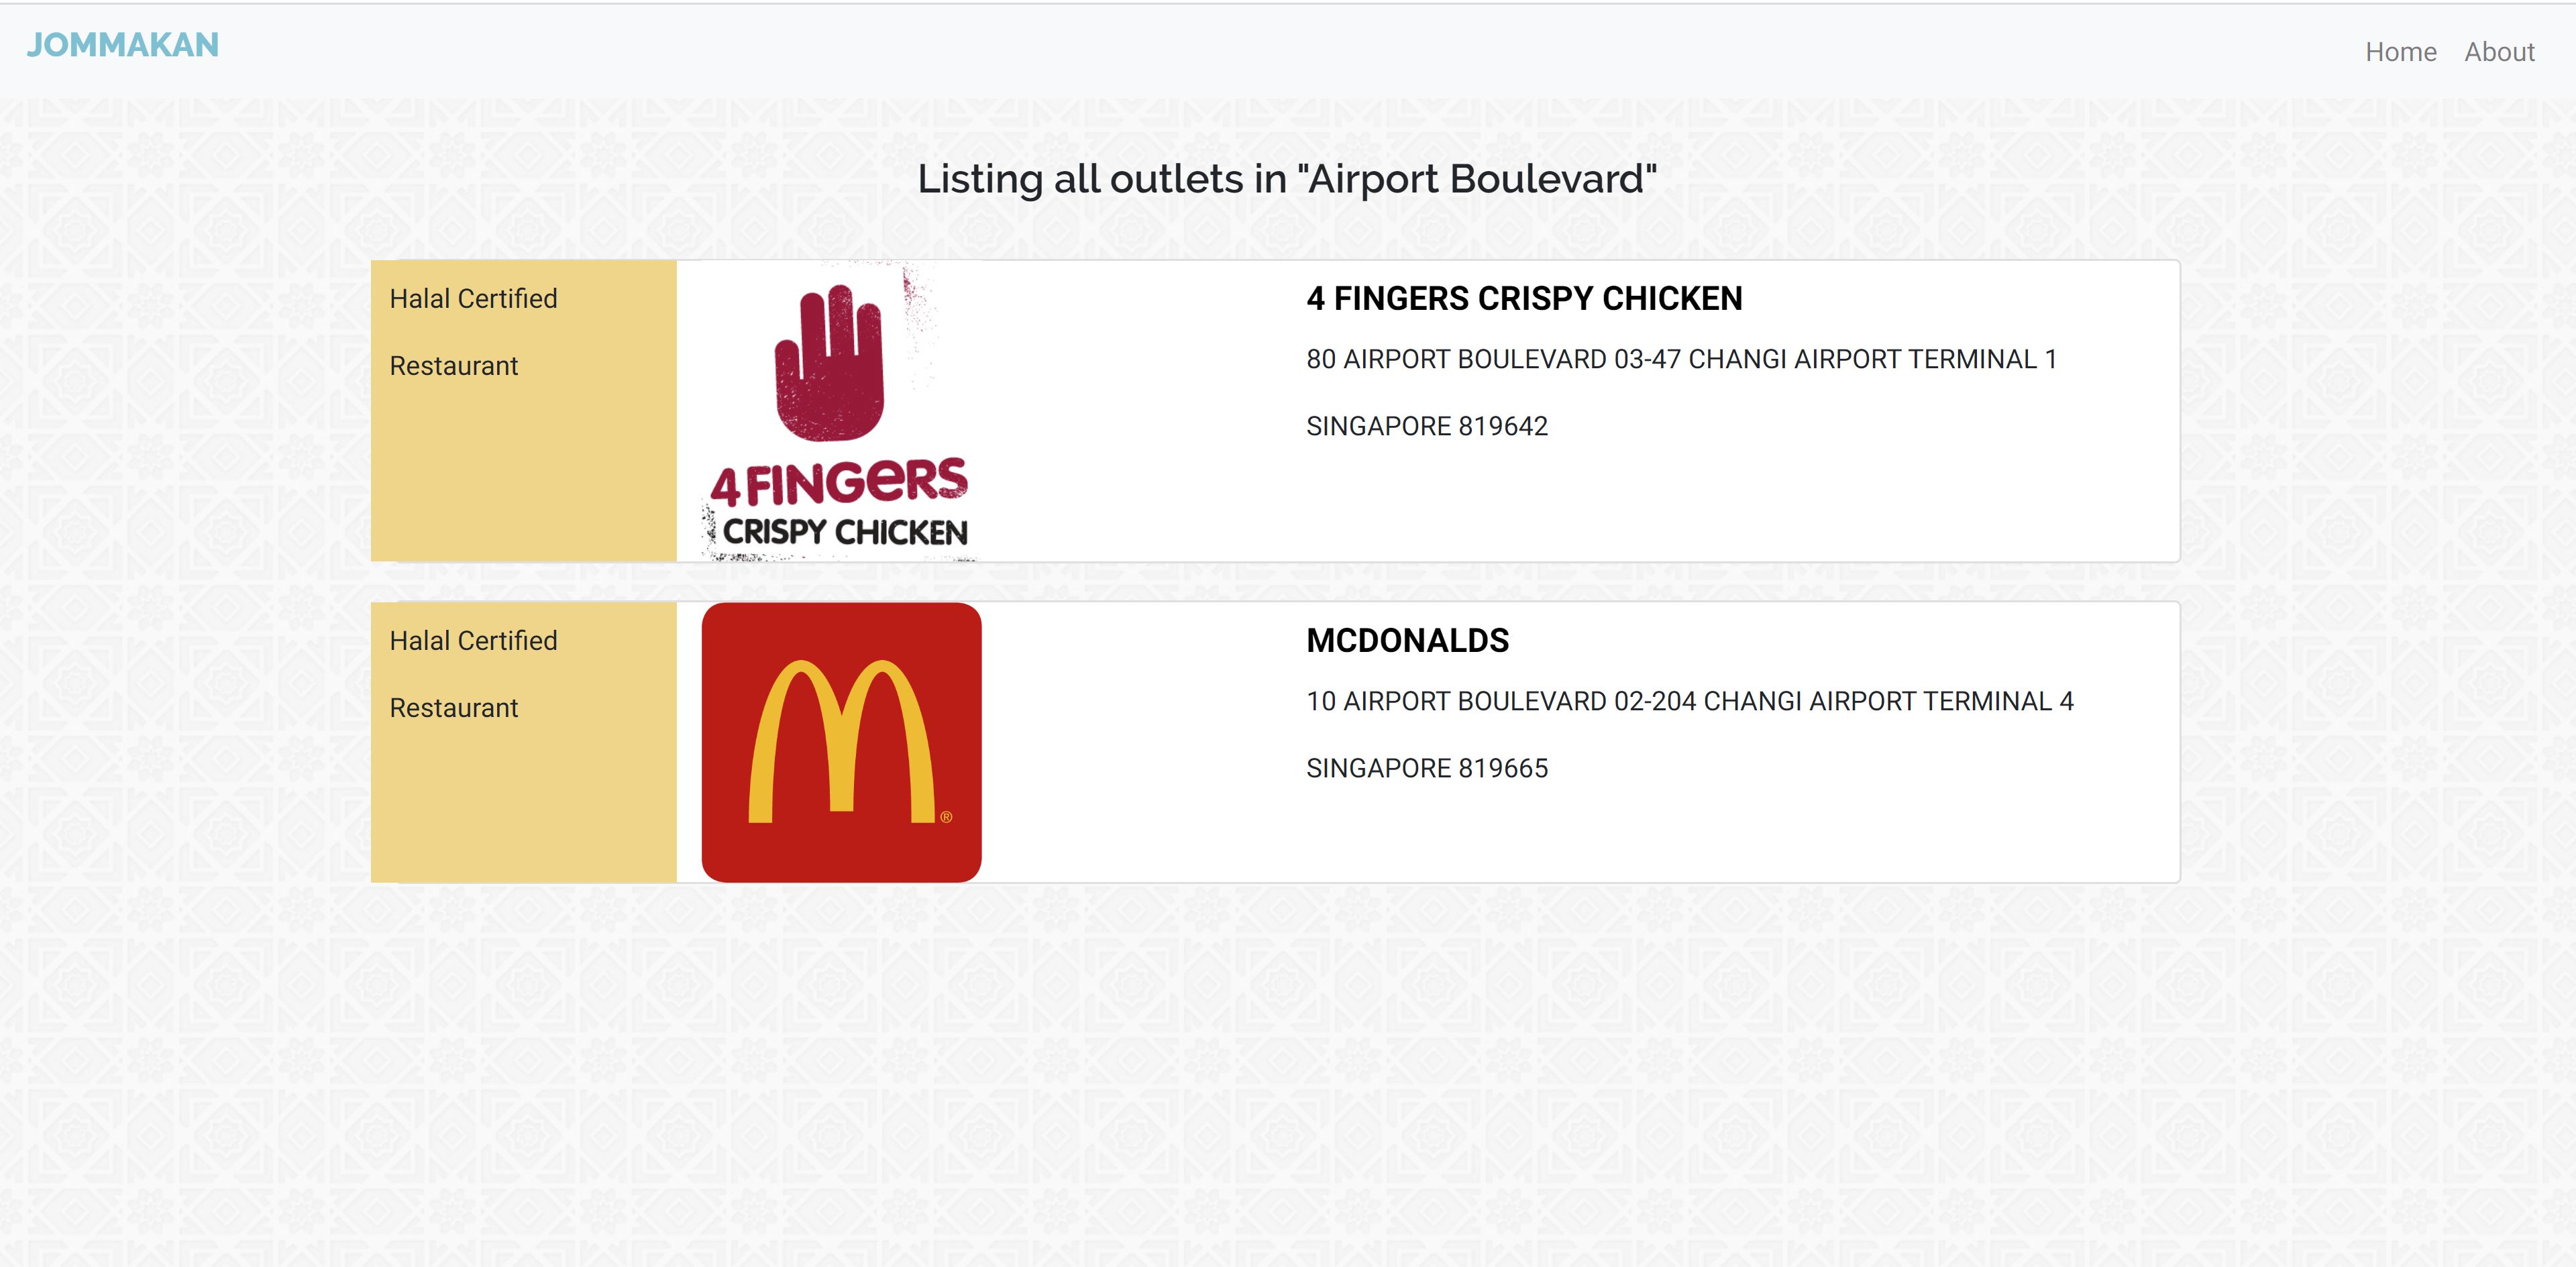 JOMMAKAN
Home About
Listing all outlets in "Airport Boulevard"
Halal Certified
Restaurant
4 FINGeRS
CRISPY CHICKEN
4 FINGERS CRISPY CHICKEN
80 AIRPORT BOULEVARD 03-47 CHANGI AIRPORT TERMINAL 1
SINGAPORE 819642
Halal Certified
Restaurant
®
MCDONALDS
10 AIRPORT BOULEVARD 02-204 CHANGI AIRPORT TERMINAL 4
SINGAPORE 819665